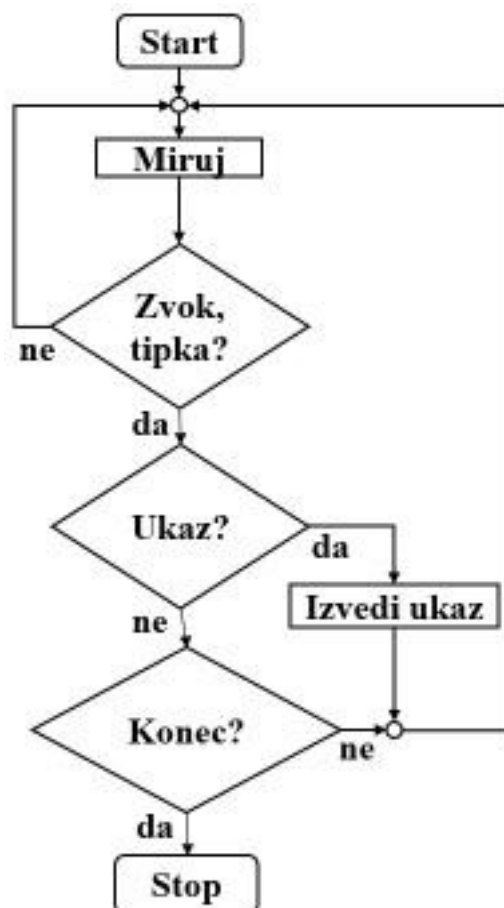 Start
Miruj
Zvok,
tipka?
ne
da
Ukaz?
da
Izvedi ukaz
ne
Konec?
ne
da
Stop